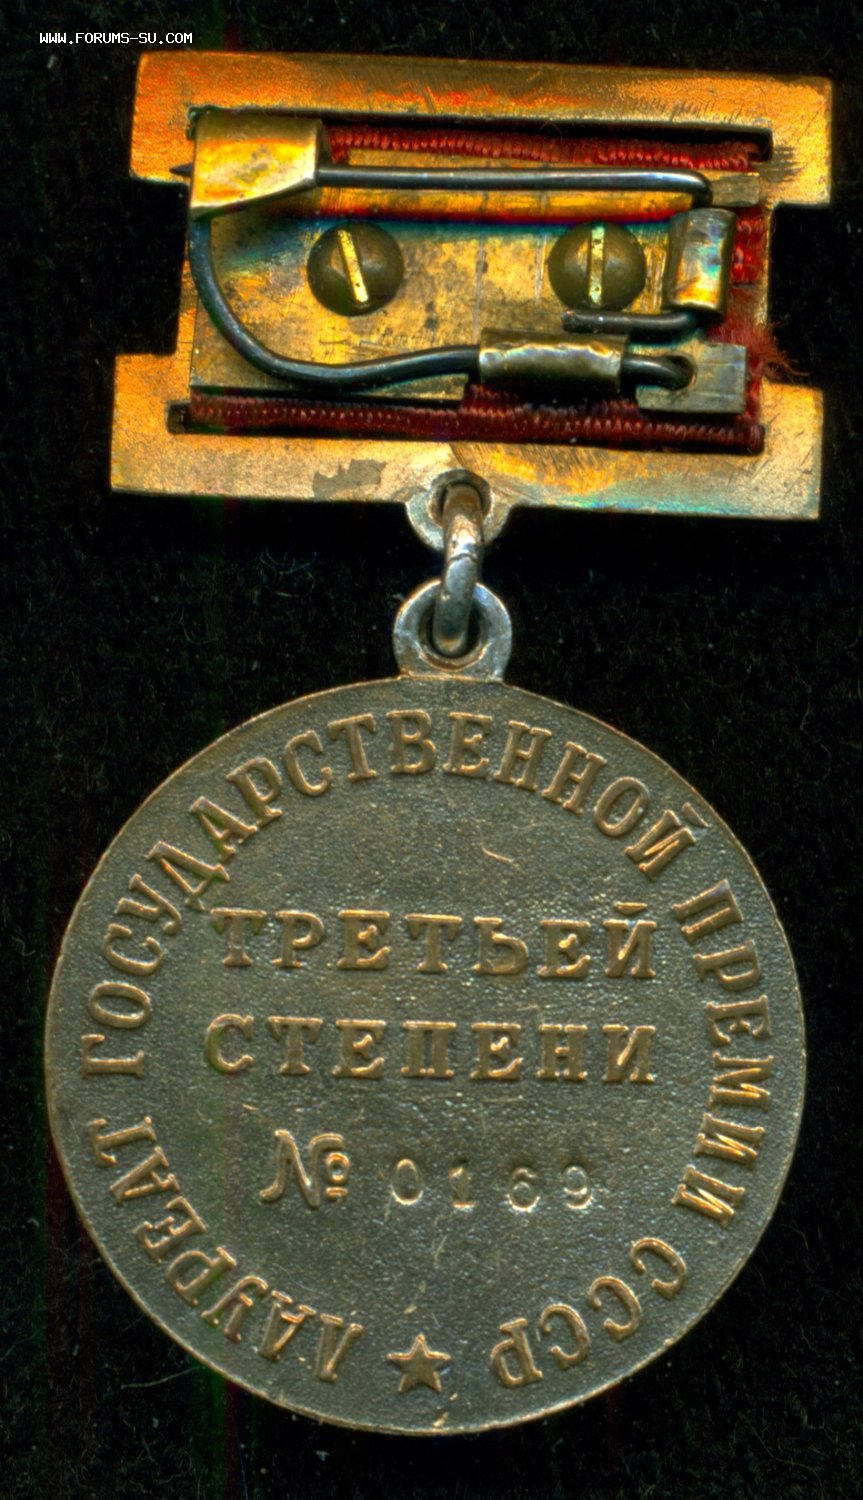 WWW.FORUMS-SU.COM
ЛАУРЕАТ ГОСУДАРСТВЕННОЙ ПРЕМИИ СССР
ТРЕТЬЕЙ
СТЕПЕНИ
№ 0169